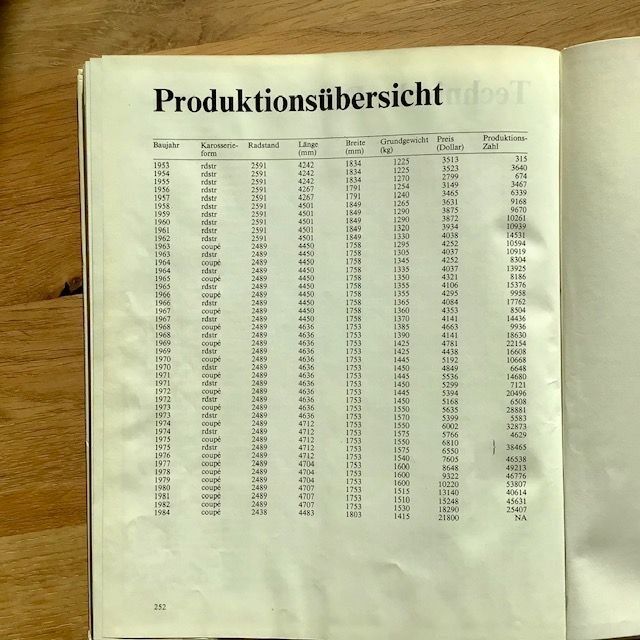 Produktionsübersicht
Baujahr Karosserie-form Radstand Länge (mm) Breite (mm) Grundgewicht (kg) Preis (Dollar) Produktions-Zahl
1953 rdstr 2591 4242 1834 1225 3513 315
1954 rdstr 2591 4242 1834 1225 3523 3640
1955 rdstr 2591 4242 1834 1270 2799 674
1956 rdstr 2591 4267 1791 1254 3149 3467
1957 rdstr 2591 4267 1791 1240 3465 6339
1958 rdstr 2591 4501 1849 1265 3631 9168
1959 rdstr 2591 4501 1849 1290 3875 9670
1960 rdstr 2591 4501 1849 1290 3872 10261
1961 rdstr 2591 4501 1849 1320 3934 10939
1962 rdstr 2591 4501 1849 1330 4038 14531
1963 coupé 2489 4450 1758 1295 4252 10594
1963 rdstr 2489 4450 1758 1305 4037 10919
1964 coupé 2489 4450 1758 1345 4252 8304
1964 rdstr 2489 4450 1758 1335 4037 13925
1965 coupé 2489 4450 1758 1350 4321 8186
1965 rdstr 2489 4450 1758 1355 4106 15376
1966 coupé 2489 4450 1758 1355 4295 9958
1966 rdstr 2489 4450 1758 1365 4084 17762
1967 coupé 2489 4450 1758 1360 4353 8504
1967 rdstr 2489 4450 1758 1370 4141 14436
1968 coupé 2489 4636 1753 1385 4663 9936
1968 rdstr 2489 4636 1753 1390 4141 18630
1969 coupé 2489 4636 1753 1425 4781 22154
1969 rdstr 2489 4636 1753 1425 4438 16608
1970 coupé 2489 4636 1753 1445 5192 10668
1970 rdstr 2489 4636 1753 1450 4849 6648
1971 coupé 2489 4636 1753 1445 5536 14680
1971 rdstr 2489 4636 1753 1450 5299 7121
1972 coupé 2489 4636 1753 1445 5394 20496
1972 rdstr 2489 4636 1753 1450 5168 6508
1973 coupé 2489 4636 1753 1550 5635 28881
1973 rdstr 2489 4636 1753 1570 5399 5583
1974 coupé 2489 4712 1753 1550 6002 32873
1974 rdstr 2489 4712 1753 1575 5766 4629
1975 coupé 2489 4712 1753 1550 6810 } 38465
1975 rdstr 2489 4712 1753 1575 6550
1976 coupé 2489 4712 1753 1540 7605 46538
1977 coupé 2489 4704 1753 1600 8648 49213
1978 coupé 2489 4704 1753 1600 9322 46776
1979 coupé 2489 4704 1753 1600 10220 53807
1980 coupé 2489 4707 1753 1515 13140 40614
1981 coupé 2489 4707 1753 1510 15248 45631
1982 coupé 2489 4707 1753 1530 18290 25407
1984 coupé 2438 4483 1803 1415 21800 NA
252